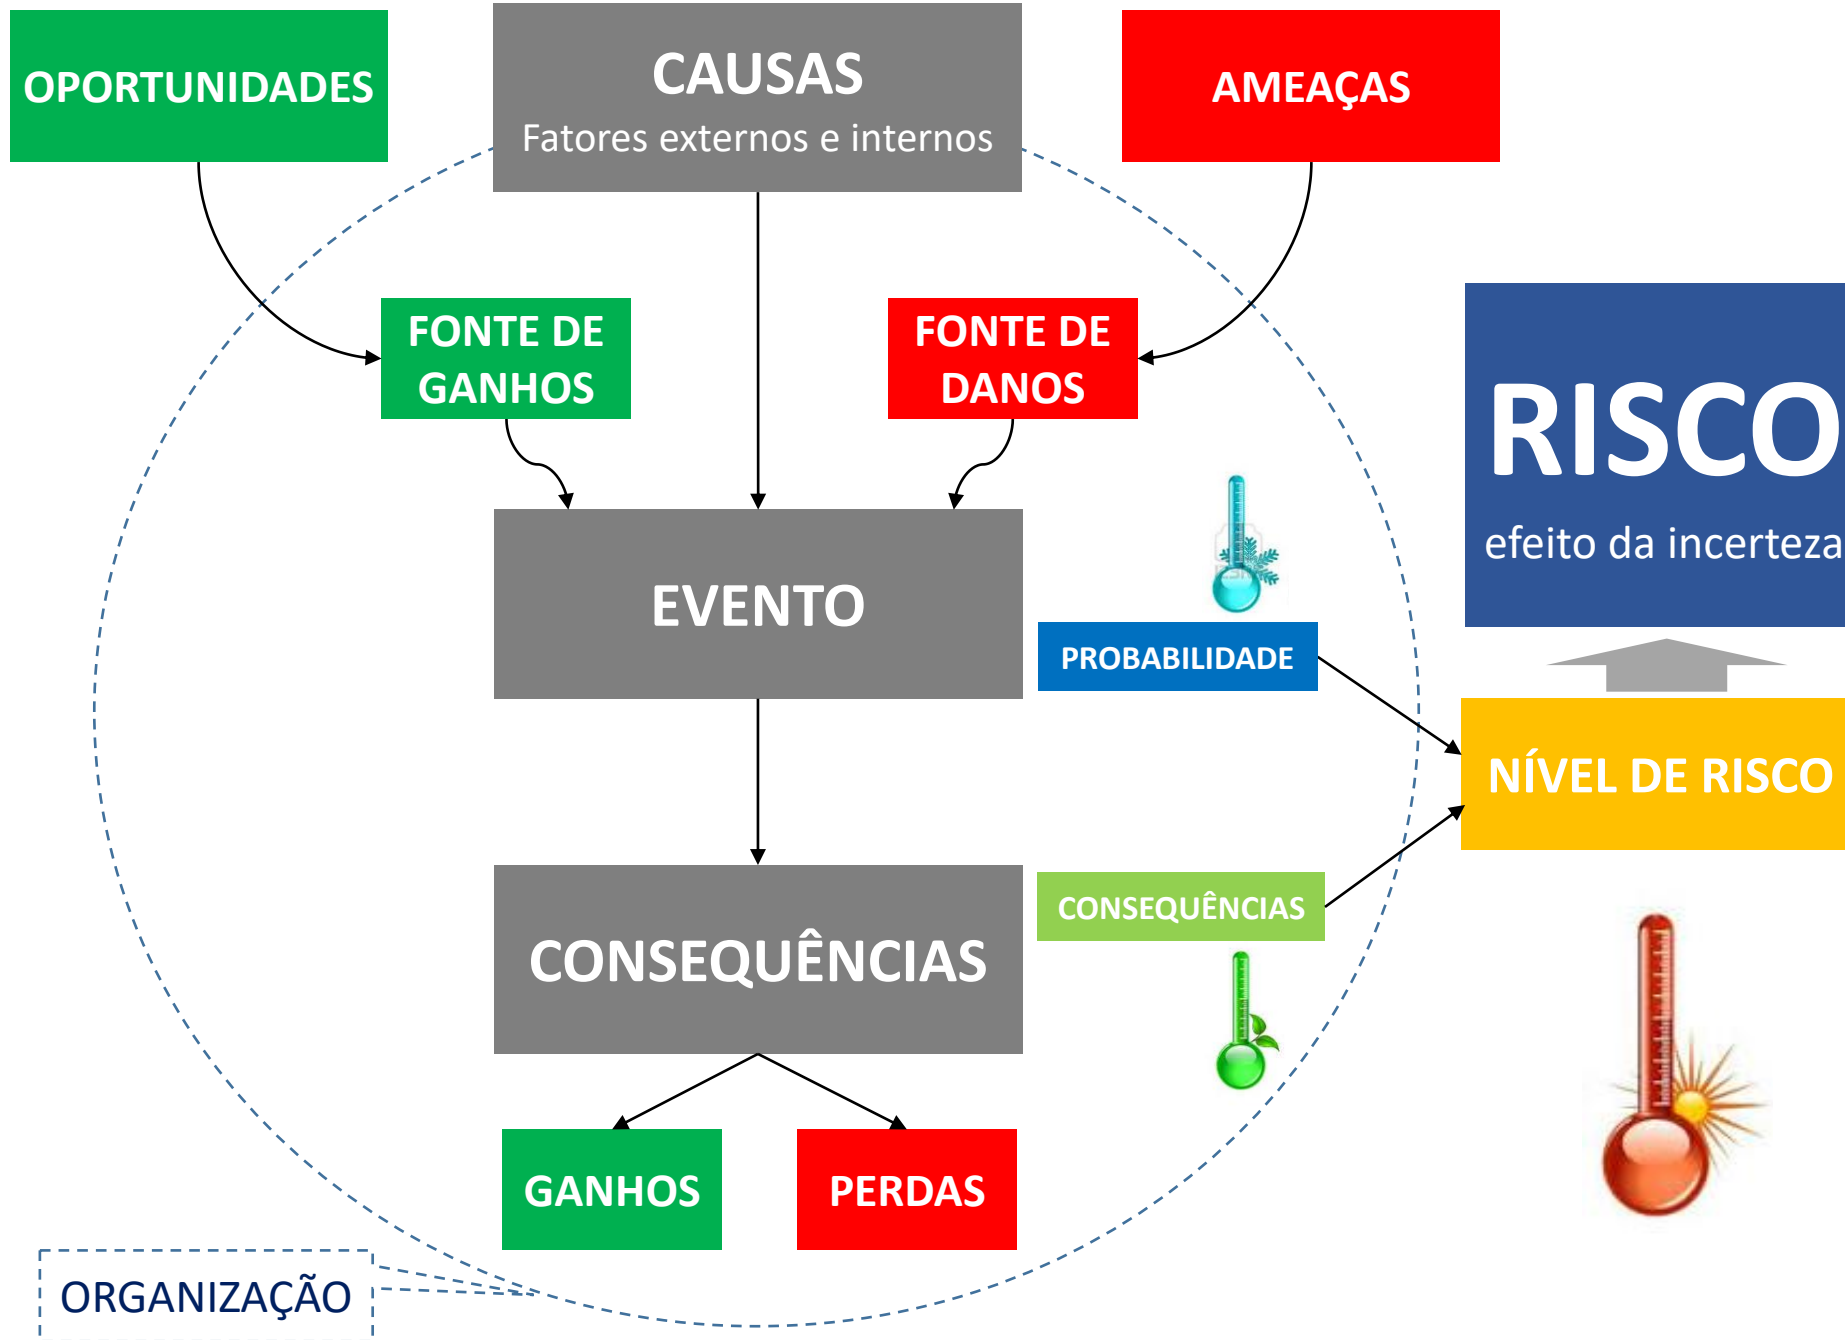 OPORTUNIDADES
CAUSAS
Fatores externos e internos
AMEAÇAS
FONTE DE
GANHOS
FONTE DE
DANOS
RISCO
efeito da incerteza
EVENTO
PROBABILIDADE
NÍVEL DE RISCO
CONSEQUÊNCIAS
CONSEQUÊNCIAS
GANHOS
PERDAS
ORGANIZAÇÃO